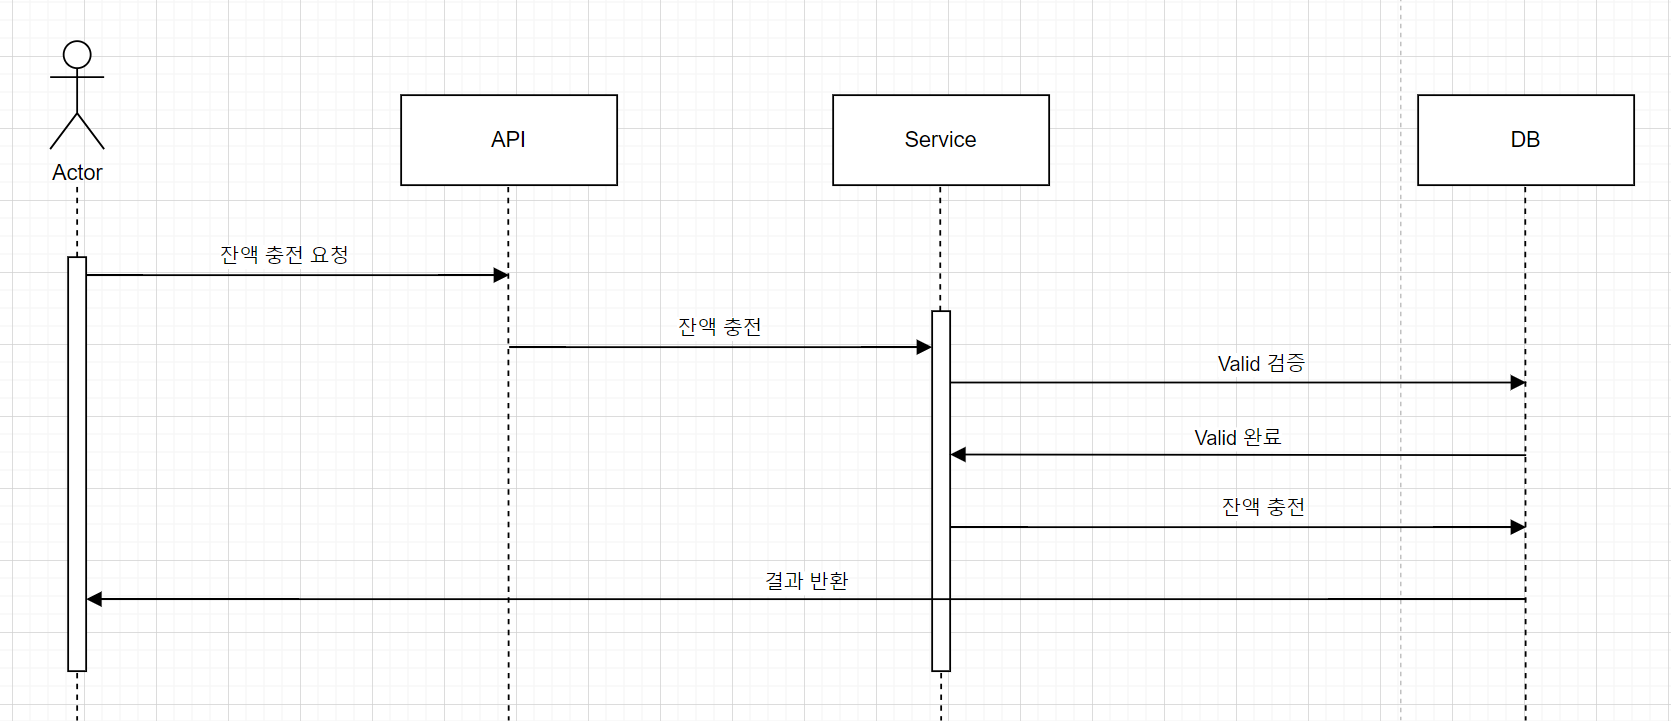 Actor
API
Service
DB
잔액 충전 요청
잔액 충전
Valid 검증
Valid 완료
잔액 충전
결과 반환